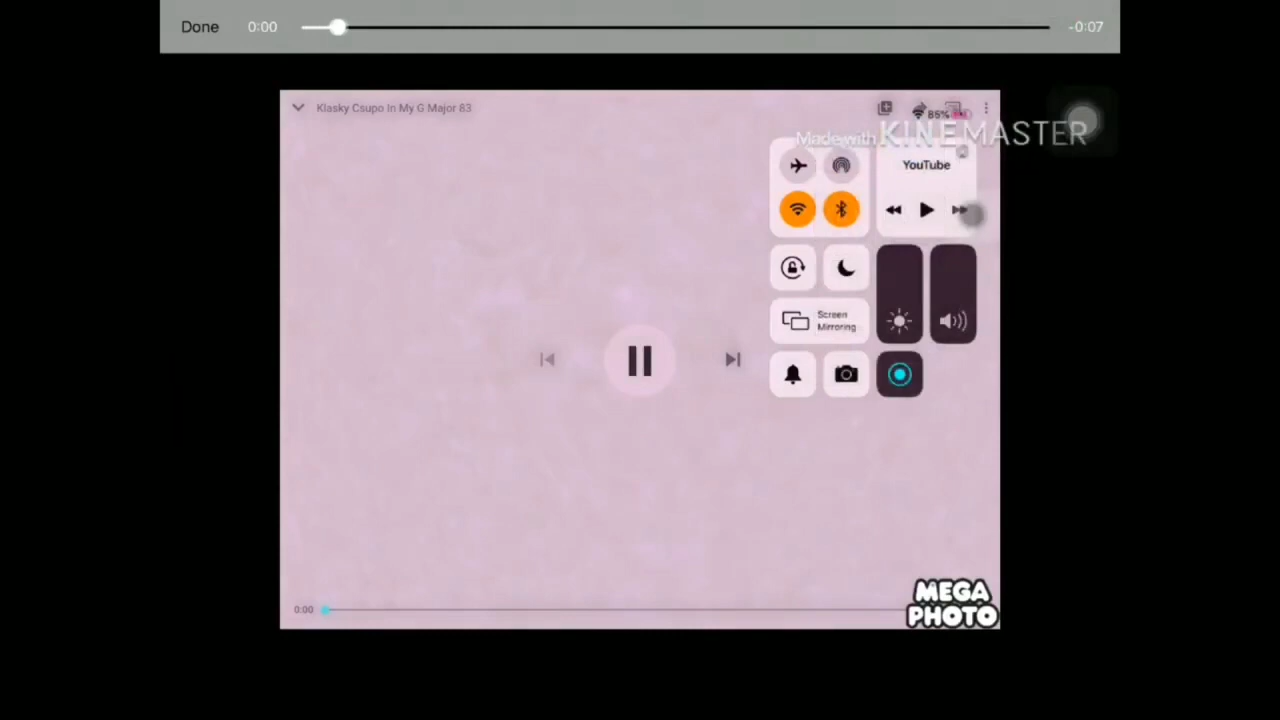 Done 0:00 -0:07
Klasky Csupo In My G Major 83
85%
Made with KINEMASTER
YouTube
Screen
Mirroring
0:00
MEGA
PHOTO